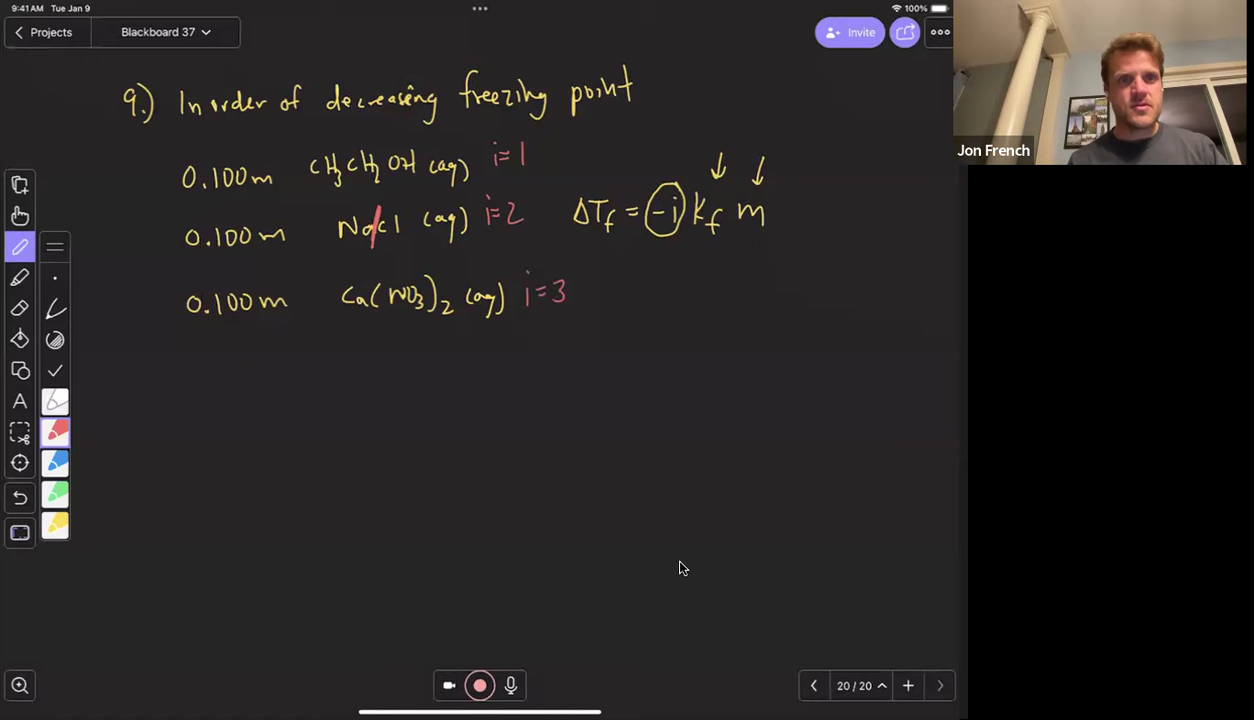 9:41 AM Tue Jan 9
100%
Projects
Blackboard 37
Invite
9.) In order of decreasing freezing point
0.100 m CH3CH2OH (aq) i=1
0.100 m NaCl (aq) i=2 ΔTf = -i kf m
0.100 m Ca(NO3)2 (aq) i=3
Jon French
A
20 / 20